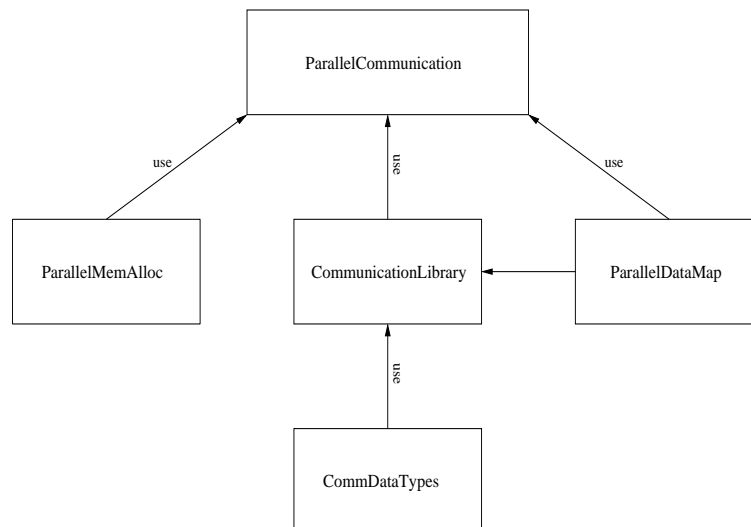 ParallelCommunication
use
use
use
ParallelMemAlloc
CommunicationLibrary
ParallelDataMap
use
CommDataTypes